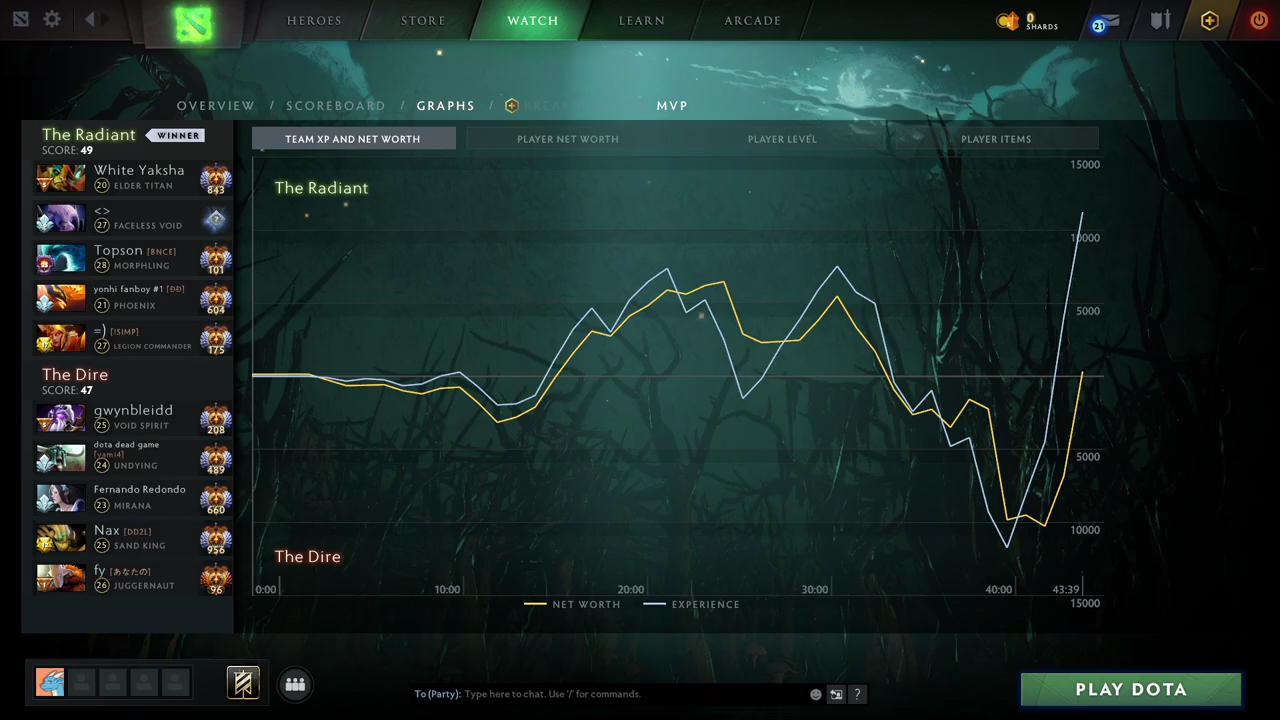 HEROES
STORE
WATCH
LEARN
ARCADE
0
SHARDS
21
OVERVIEW / SCOREBOARD / GRAPHS /
MVP
The Radiant WINNER
SCORE: 49
White Yaksha
20 ELDER TITAN
843
<>
27 FACELESS VOID
Topson [BNCE]
28 MORPHLING
101
yonhi fanboy #1 [ĐĐ]
21 PHOENIX
604
=) [!SIMP]
27 LEGION COMMANDER
175
The Dire
SCORE: 47
gwynbleidd
25 VOID SPIRIT
208
dota dead game
[yami4]
24 UNDYING
489
Fernando Redondo
23 MIRANA
660
Nax [DD2L]
25 SAND KING
956
fy [あなたの]
26 JUGGERNAUT
96
TEAM XP AND NET WORTH
PLAYER NET WORTH
PLAYER LEVEL
PLAYER ITEMS
The Radiant
15000
10000
5000
5000
10000
15000
The Dire
0:00
10:00
20:00
30:00
40:00
43:39
NET WORTH
EXPERIENCE
To (Party): Type here to chat. Use '/' for commands.
?
PLAY DOTA